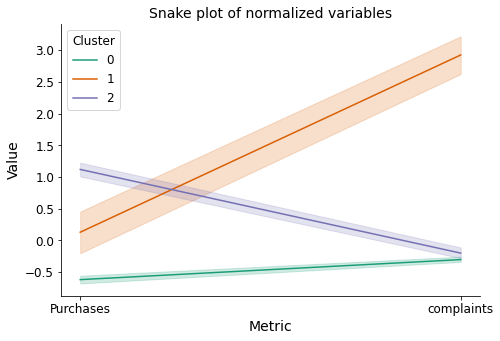 Snake plot of normalized variables
Cluster
0
1
2
3.0
2.5
2.0
1.5
1.0
0.5
0.0
−0.5
Value
Purchases
complaints
Metric